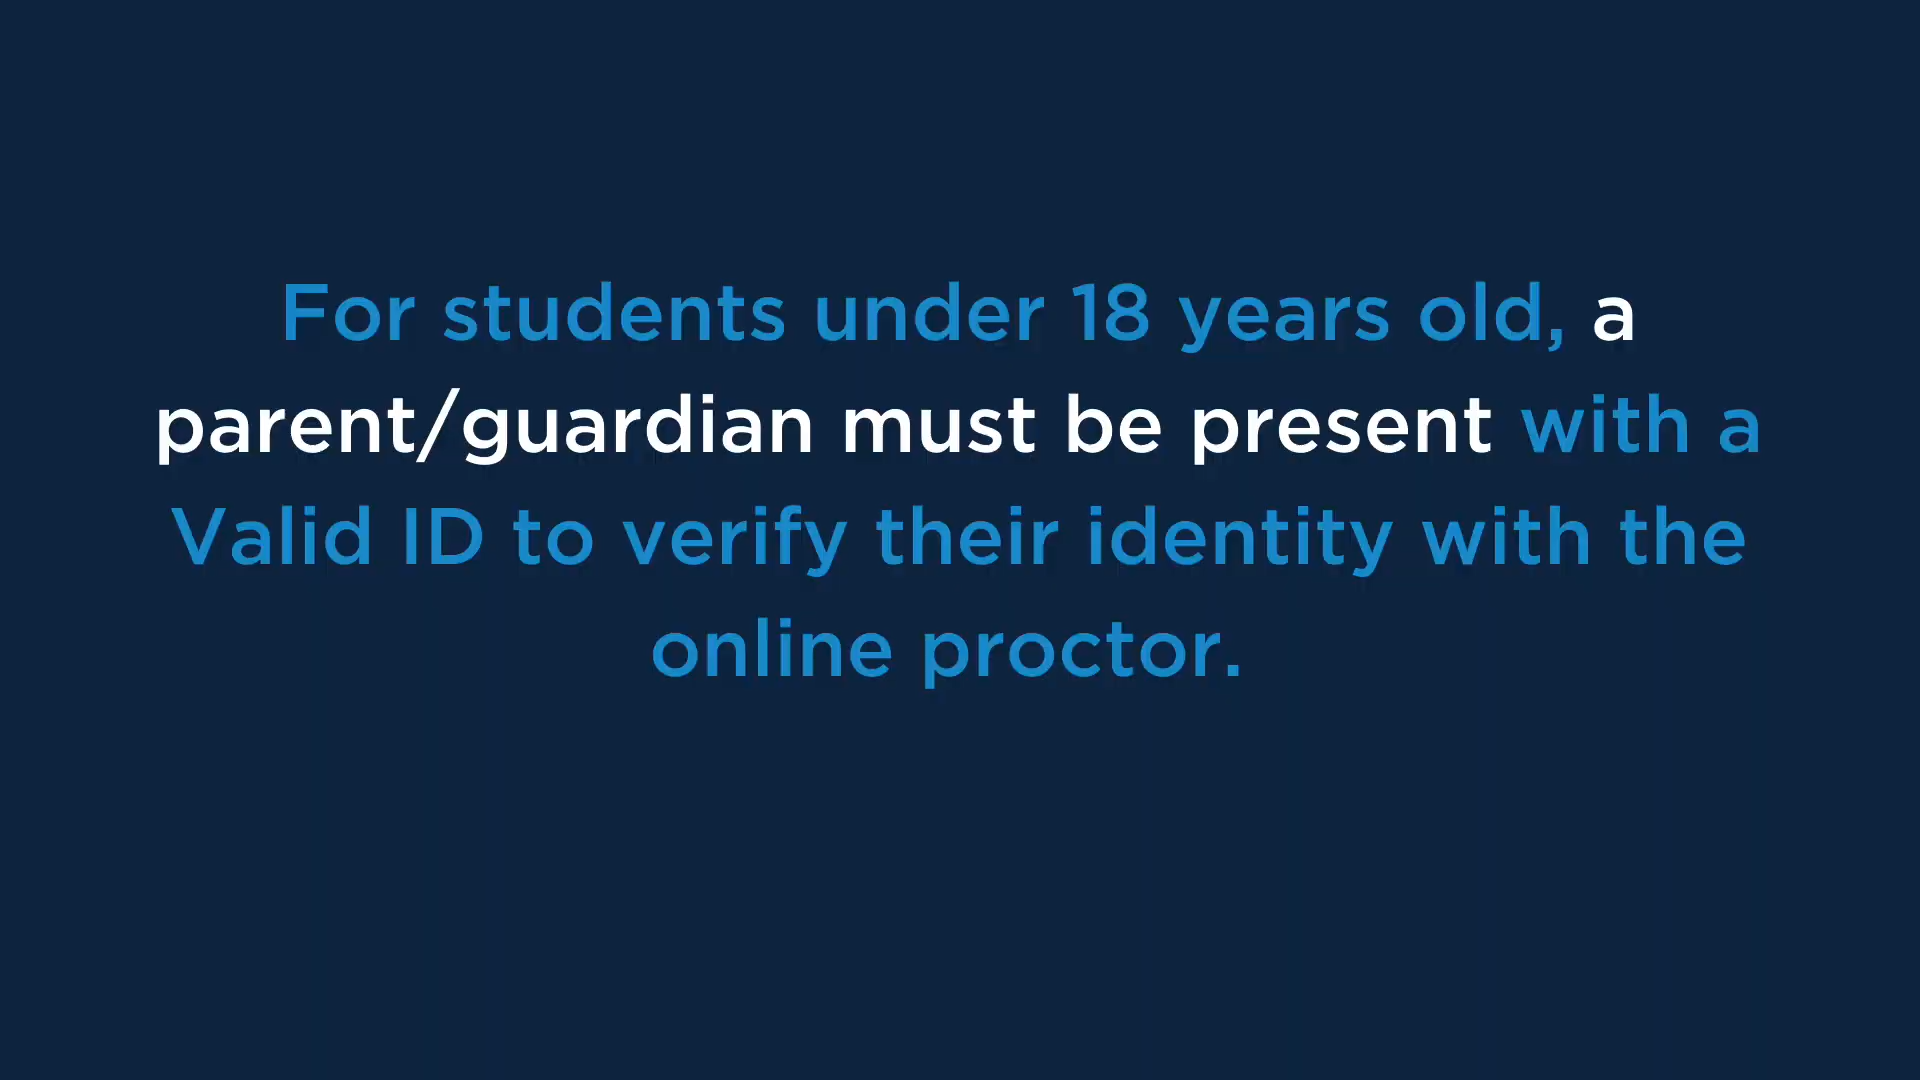 For students under 18 years old, a
parent/guardian must be present with a
Valid ID to verify their identity with the
online proctor.